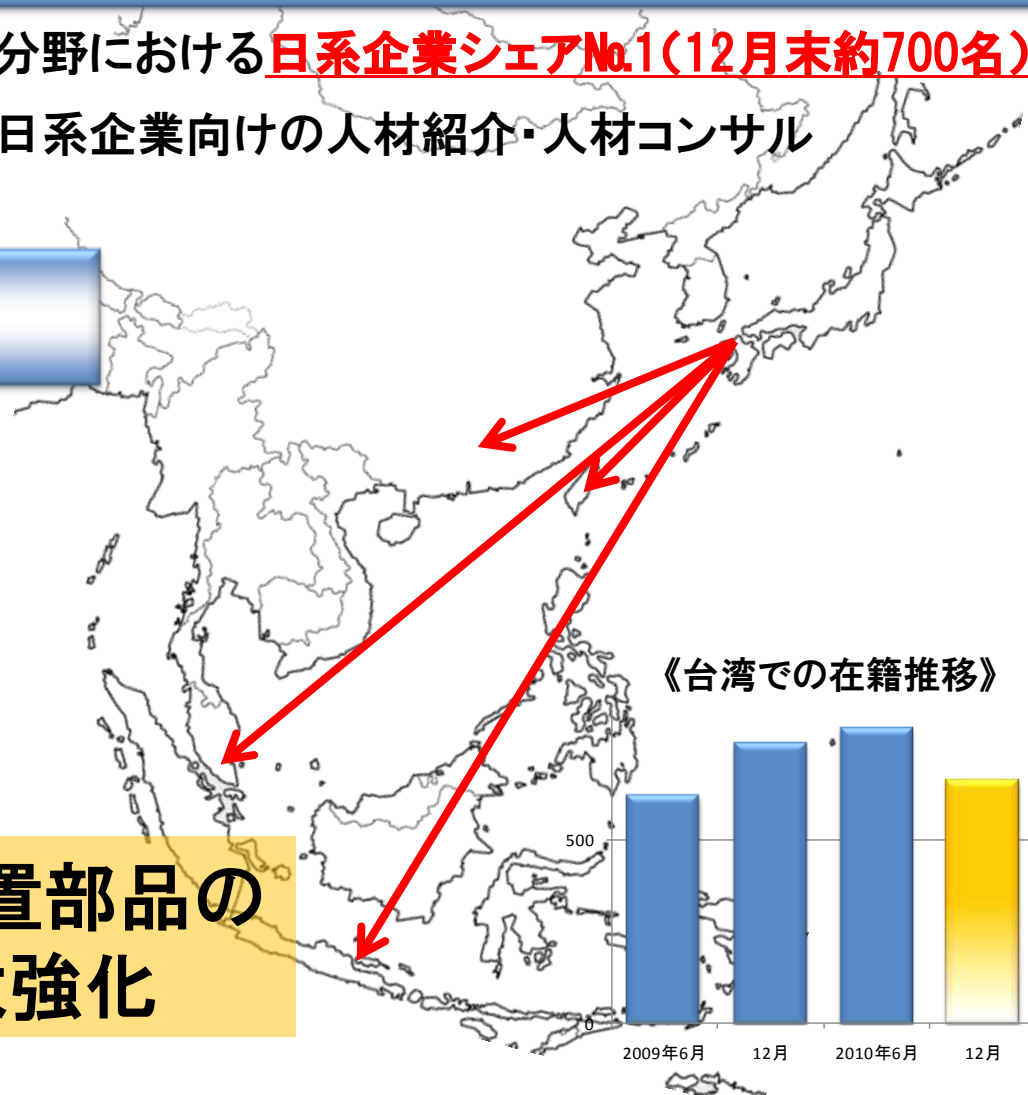 分野における日系企業シェア№1(12月末約700名)
日系企業向けの人材紹介・人材コンサル
《台湾での在籍推移》
500
0
置部品の
強化
2009年6月
12月
2010年6月
12月